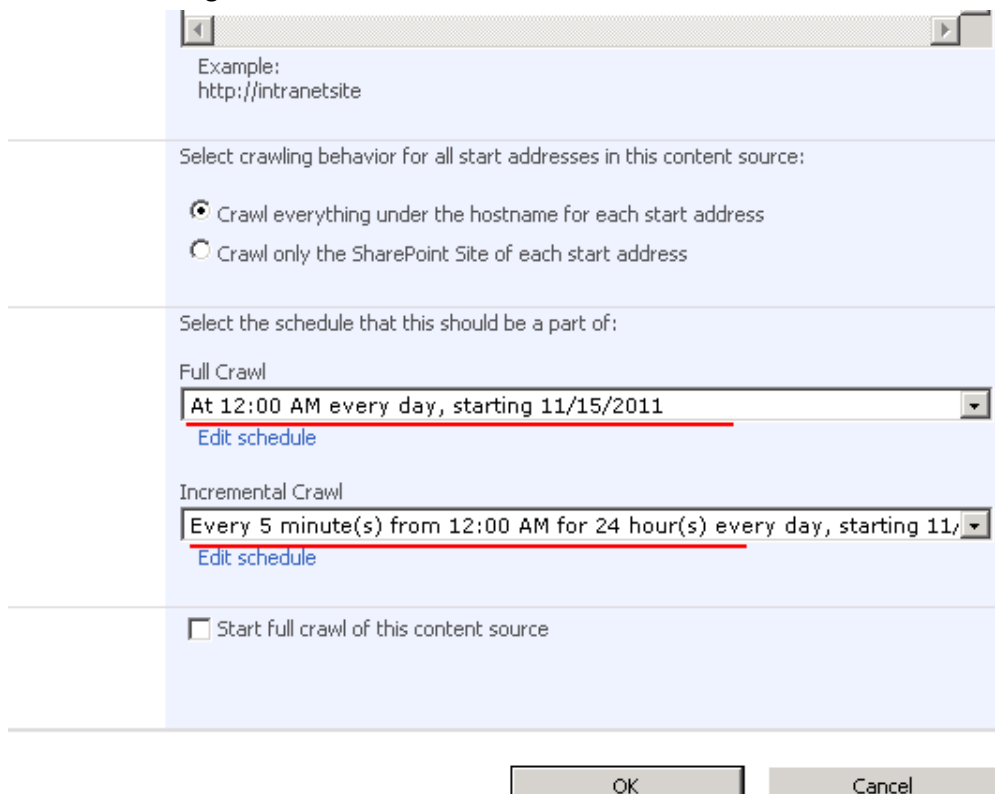 Example:
http://intranetsite
Select crawling behavior for all start addresses in this content source:
Crawl everything under the hostname for each start address
Crawl only the SharePoint Site of each start address
Select the schedule that this should be a part of:
Full Crawl
At 12:00 AM every day, starting 11/15/2011
Edit schedule
Incremental Crawl
Every 5 minute(s) from 12:00 AM for 24 hour(s) every day, starting 11/
Edit schedule
Start full crawl of this content source
OK Cancel